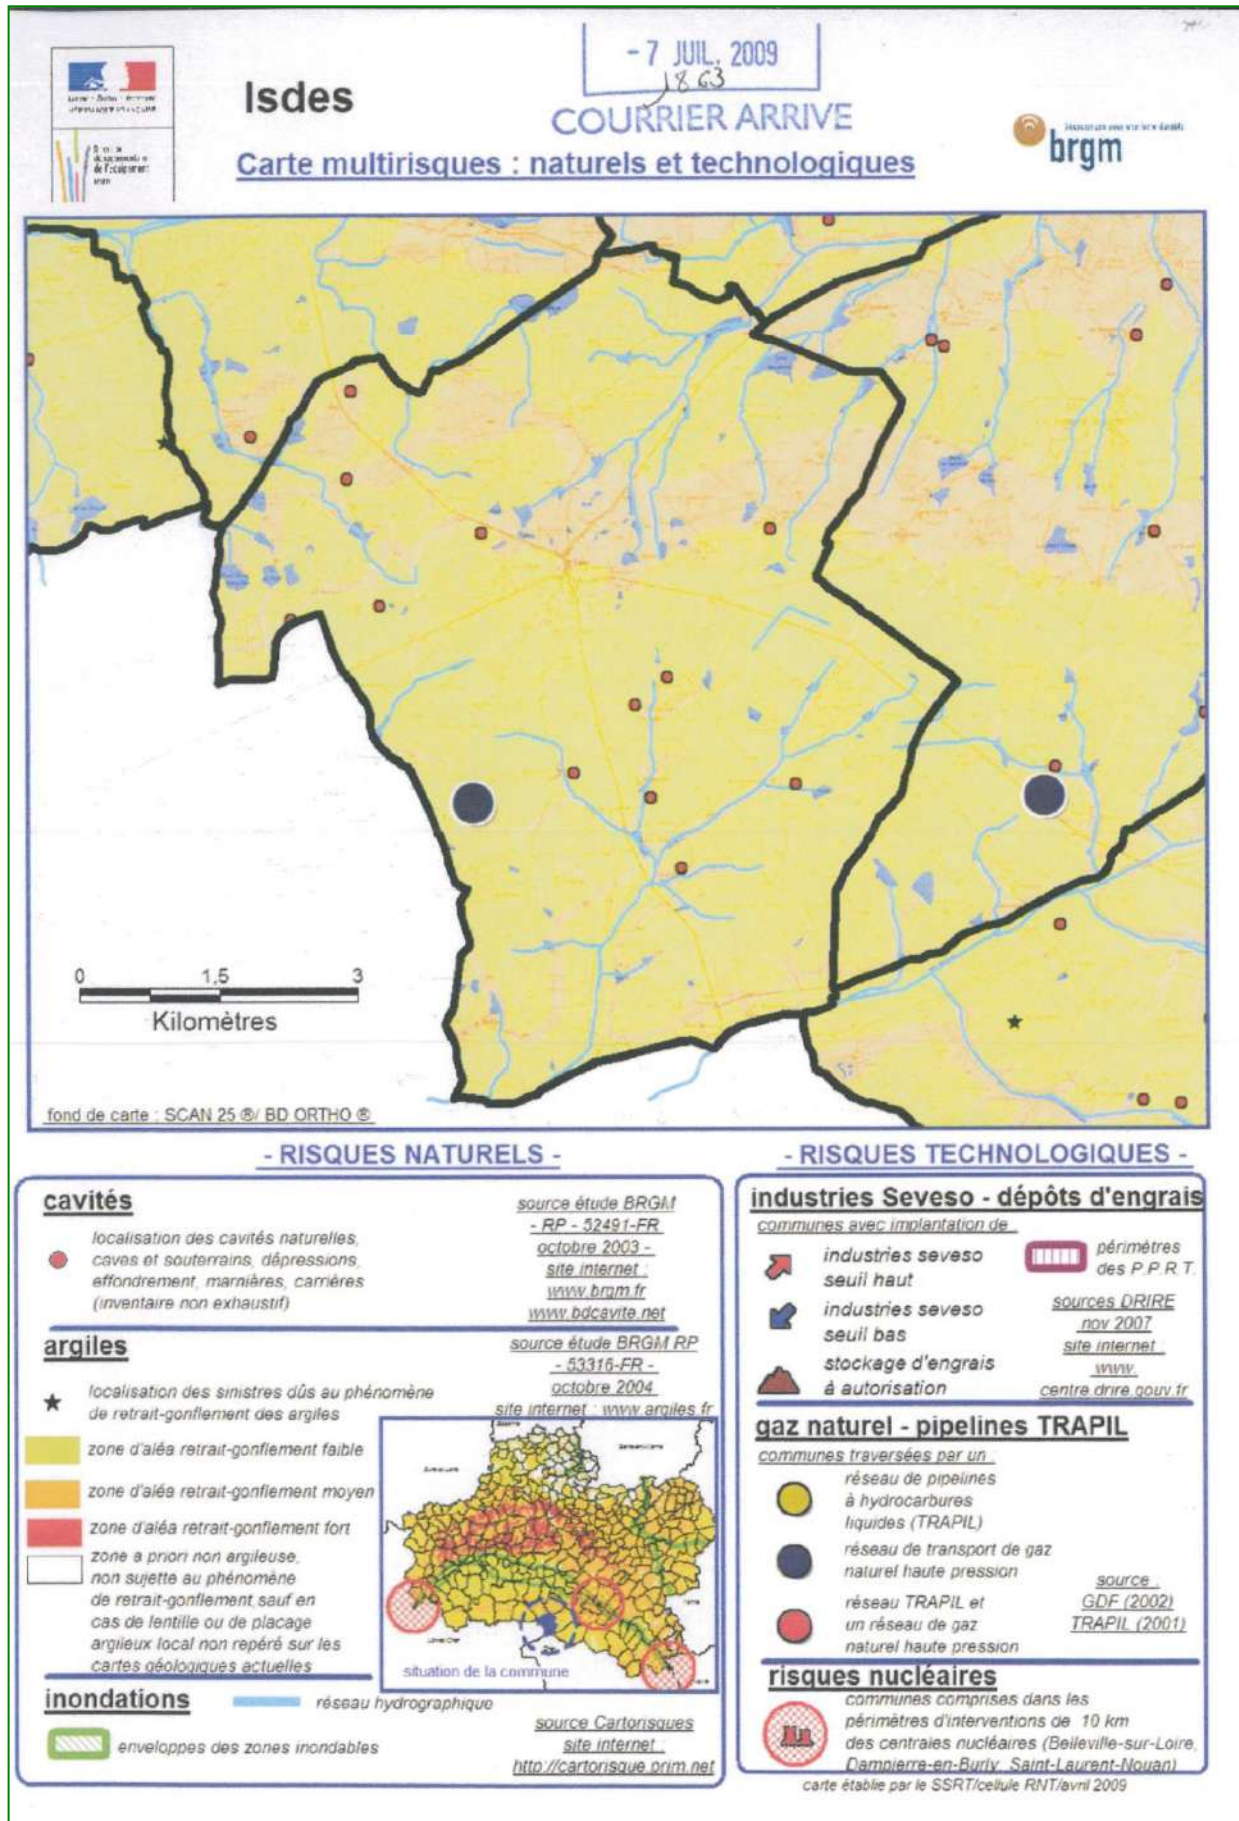 - 7 JUIL. 2009
1863
COURRIER ARRIVE
Isdes
Carte multirisques : naturels et technologiques
brgm
de l'Equipement
0 1,5 3
Kilomètres
fond de carte : SCAN 25 ®/ BD ORTHO ®
- RISQUES NATURELS -
cavités
localisation des cavités naturelles,
caves et souterrains, dépressions,
effondrement, marnières, carrières
(inventaire non exhaustif)
source étude BRGM
- RP - 52491-FR
octobre 2003 -
site internet :
www.brgm.fr
www.bdcavite.net
argiles
source étude BRGM RP
- 53316-FR -
octobre 2004
site internet : www.argiles.fr
localisation des sinistres dûs au phénomène
de retrait-gonflement des argiles
zone d'aléa retrait-gonflement faible
zone d'aléa retrait-gonflement moyen
zone d'aléa retrait-gonflement fort
zone a priori non argileuse,
non sujette au phénomène
de retrait-gonflement sauf en
cas de lentille ou de placage
argileux local non repéré sur les
cartes géologiques actuelles
situation de la commune
inondations
réseau hydrographique
enveloppes des zones inondables
source Cartorisques
site internet :
http://cartorisque.prim.net
- RISQUES TECHNOLOGIQUES -
industries Seveso - dépôts d'engrais
communes avec implantation de :
industries seveso
seuil haut
industries seveso
seuil bas
stockage d'engrais
à autorisation
périmètres
des P.P.R.T.
sources DRIRE
nov 2007
site internet :
www.
centre.drire.gouv.fr
gaz naturel - pipelines TRAPIL
communes traversées par un :
réseau de pipelines
à hydrocarbures
liquides (TRAPIL)
réseau de transport de gaz
naturel haute pression
réseau TRAPIL et
un réseau de gaz
naturel haute pression
source :
GDF (2002)
TRAPIL (2001)
risques nucléaires
communes comprises dans les
périmètres d'interventions de 10 km
des centrales nucléaires (Belleville-sur-Loire,
Dampierre-en-Burly, Saint-Laurent-Nouan)
carte établie par le SSRT/cellule RNT/avril 2009